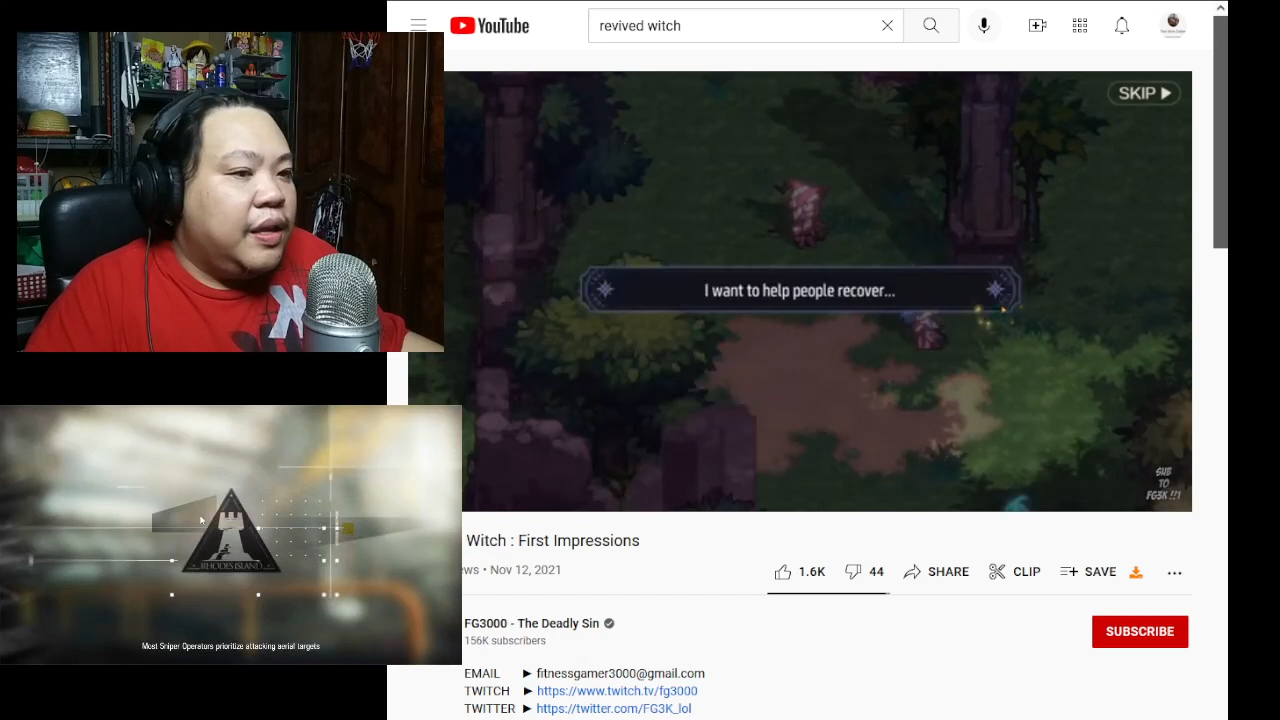 YouTube
revived witch
SKIP
I want to help people recover...
SUB
TO
FG3K !!1
Witch : First Impressions
ews • Nov 12, 2021
1.6K
44
SHARE
CLIP
SAVE
FG3000 - The Deadly Sin
156K subscribers
SUBSCRIBE
EMAIL ► fitnessgamer3000@gmail.com
TWITCH ► https://www.twitch.tv/fg3000
TWITTER ► https://twitter.com/FG3K_lol
RHODES ISLAND
Most Sniper Operators prioritize attacking aerial targets